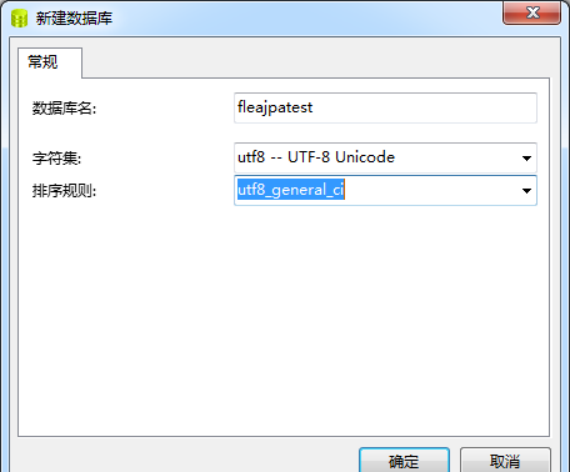 新建数据库
常规
数据库名: fleajpatest
字符集: utf8 -- UTF-8 Unicode
排序规则: utf8_general_ci
确定 取消